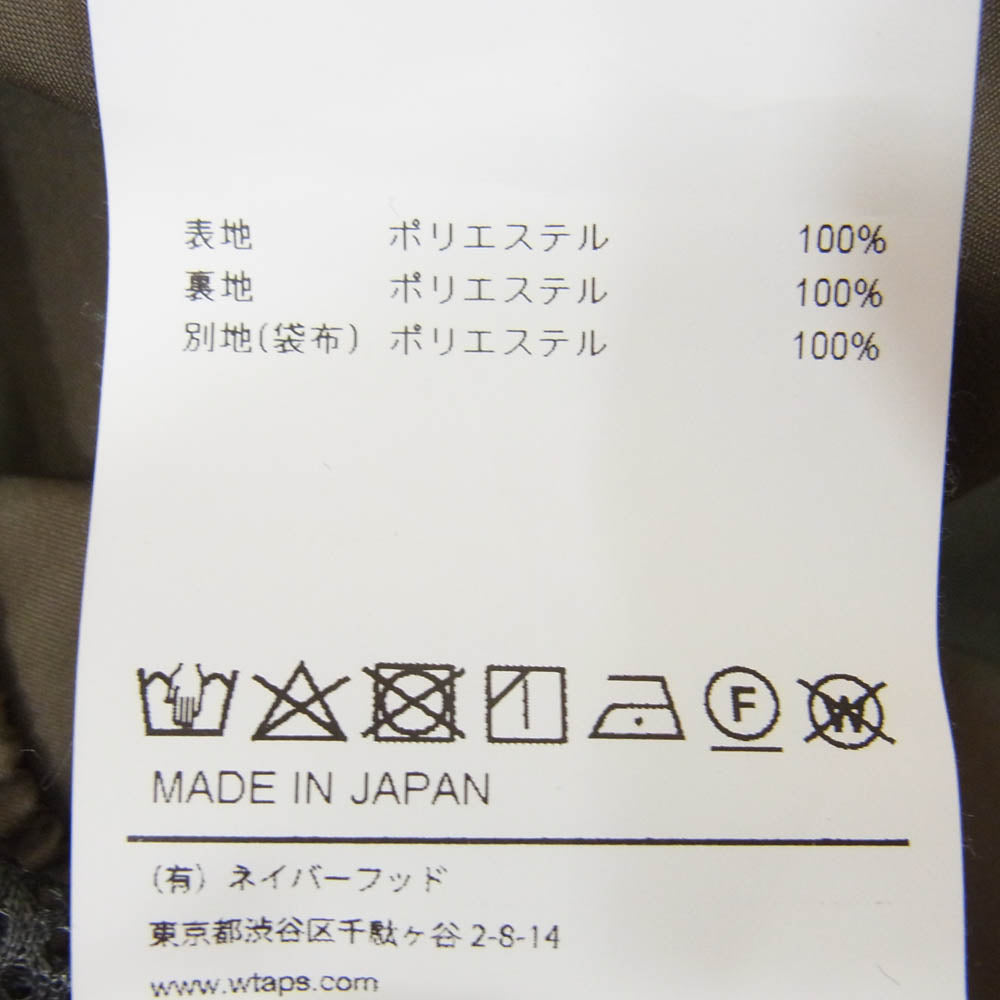 表地 ポリエステル 100%
裏地 ポリエステル 100%
別地(袋布) ポリエステル 100%
F W
MADE IN JAPAN
(有) ネイバーフッド
東京都渋谷区千駄ヶ谷 2-8-14
www.wtaps.com